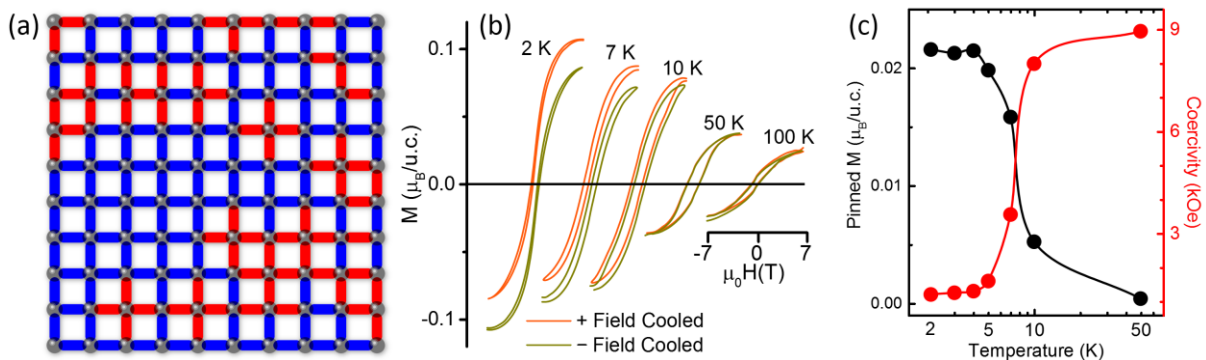 (a)
(b)
2 K
7 K
10 K
50 K
100 K
0.1
0.0
-0.1
M (μB/u.c.)
-7 0 7
μ0H(T)
+ Field Cooled
− Field Cooled
(c)
0.02
0.01
0.00
Pinned M (μB/u.c.)
9
6
3
Coercivity (kOe)
2 5 10 50
Temperature (K)